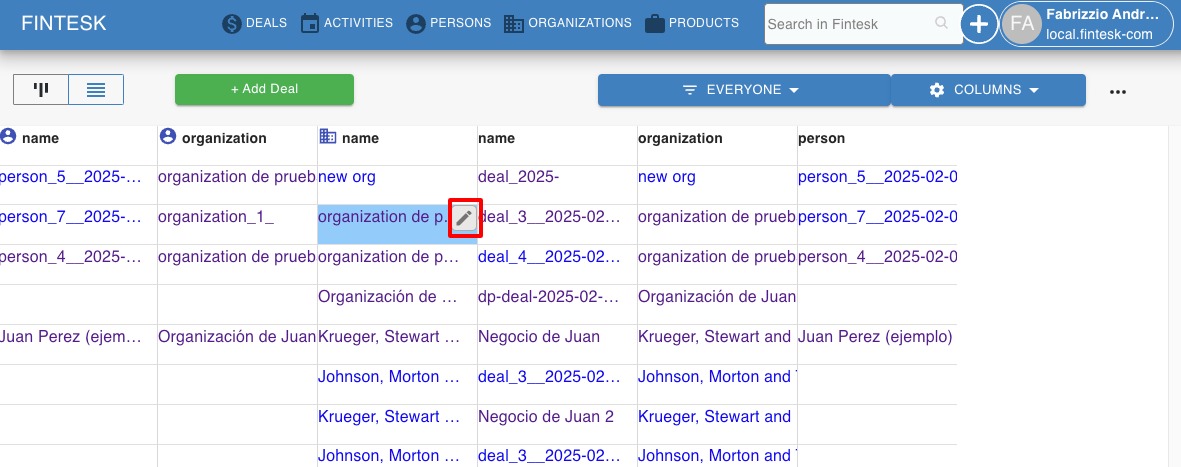 FINTESK DEALS ACTIVITIES PERSONS ORGANIZATIONS PRODUCTS Search in Fintesk FA Fabrizzio Andr...
local.fintesk-com
+ Add Deal EVERYONE COLUMNS
name organization name name organization person
person_5__2025-... organization de prueb new org deal_2025- new org person_5__2025-02-0
person_7__2025-... organization_1_ organization de p... deal_3__2025-02... organization de prueb person_7__2025-02-0
person_4__2025-... organization de prueb organization de p... deal_4__2025-02... organization de prueb person_4__2025-02-0
Organización de ... dp-deal-2025-02-... Organización de Juan
Juan Perez (ejem... Organización de Juan Krueger, Stewart ... Negocio de Juan Krueger, Stewart and Juan Perez (ejemplo)
Johnson, Morton ... deal_3__2025-02... Johnson, Morton and
Krueger, Stewart ... Negocio de Juan 2 Krueger, Stewart and
Johnson, Morton ... deal_3__2025-02... Johnson, Morton and